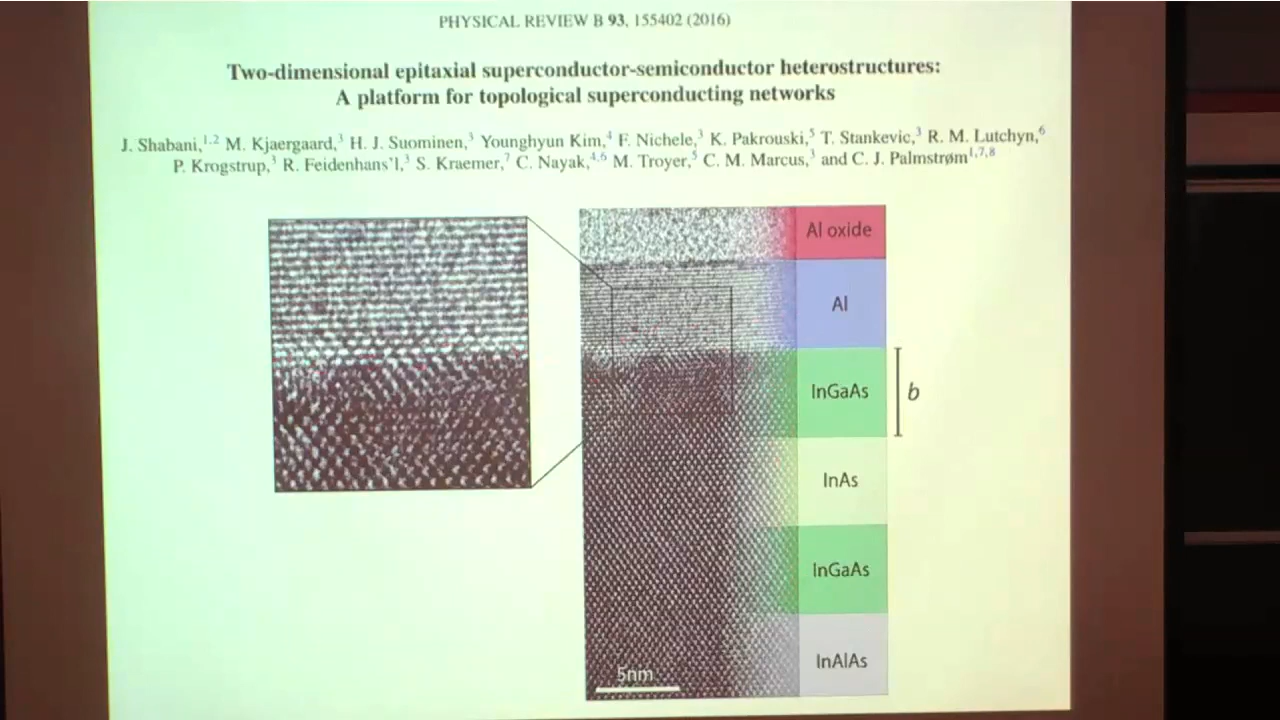 PHYSICAL REVIEW B 93, 155402 (2016)
Two-dimensional epitaxial superconductor-semiconductor heterostructures:
A platform for topological superconducting networks
J. Shabani,1,2 M. Kjaergaard,3 H. J. Suominen,3 Younghyun Kim,4 F. Nichele,3 K. Pakrouski,5 T. Stankevic,3 R. M. Lutchyn,6
P. Krogstrup,3 R. Feidenhans'l,3 S. Kraemer,7 C. Nayak,4,6 M. Troyer,5 C. M. Marcus,3 and C. J. Palmstrøm1,7,8
Al oxide
Al
InGaAs
b
InAs
InGaAs
InAlAs
5nm